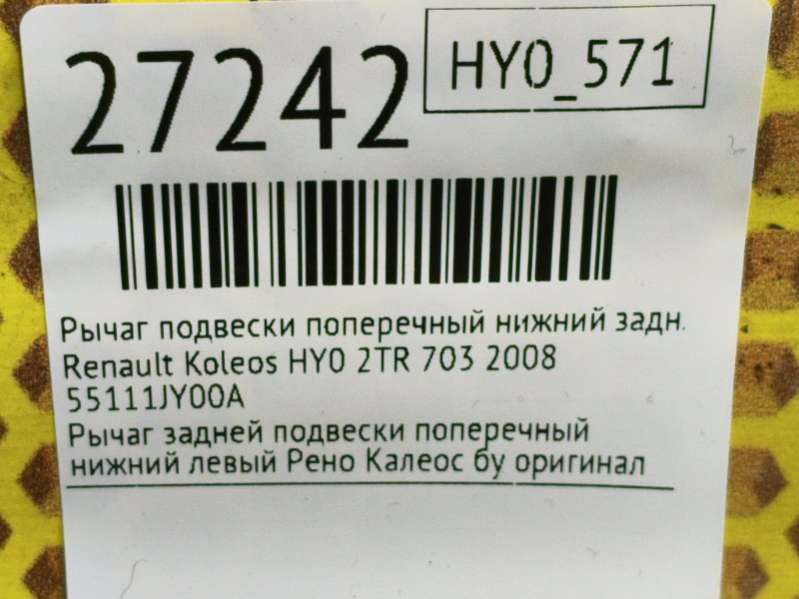 27242
HY0_571
Рычаг подвески поперечный нижний задн.
Renault Koleos HY0 2TR 703 2008
55111JY00A
Рычаг задней подвески поперечный
нижний левый Рено Калеос бу оригинал